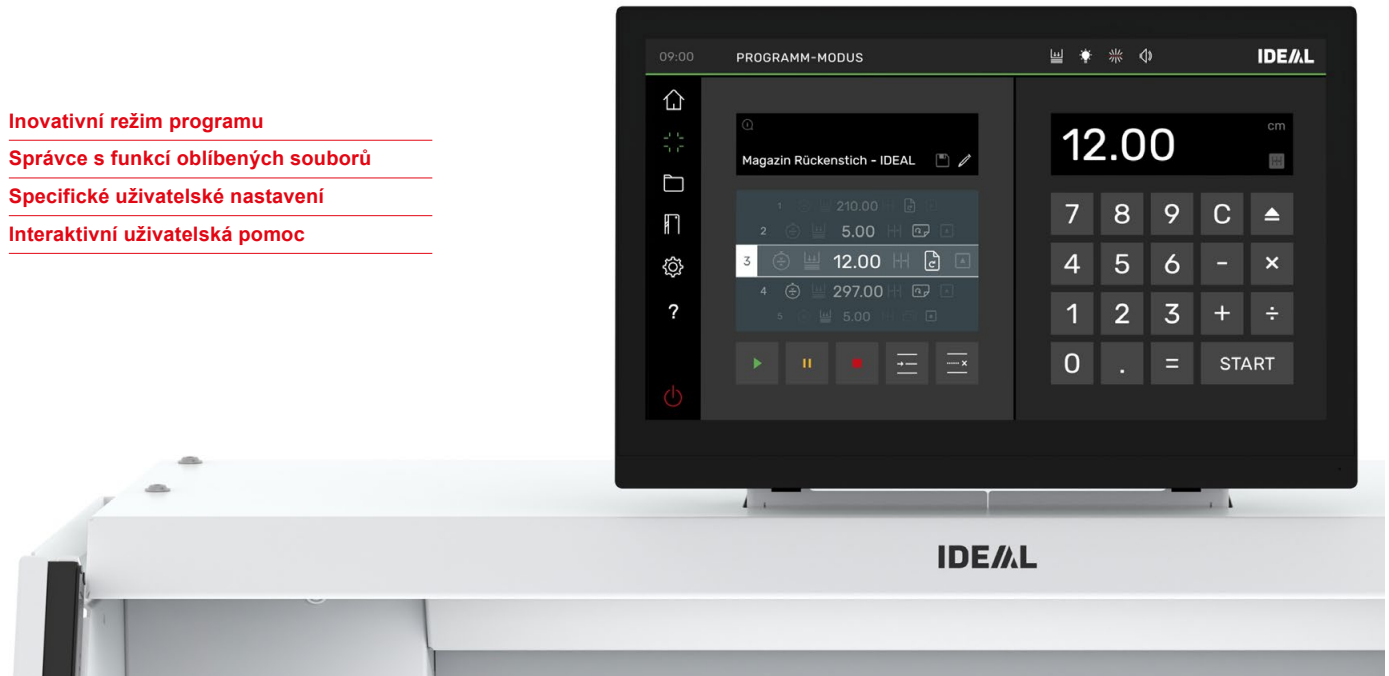 Inovativní režim programu
Správce s funkcí oblíbených souborů
Specifické uživatelské nastavení
Interaktivní uživatelská pomoc
09:00 PROGRAMM-MODUS IDEAL
Magazin Rückenstich - IDEAL
1 210.00
2 5.00
3 12.00
4 297.00
5 5.00
?
12.00 cm
7 8 9 C
4 5 6 - ×
1 2 3 + ÷
0 . = START
IDEAL